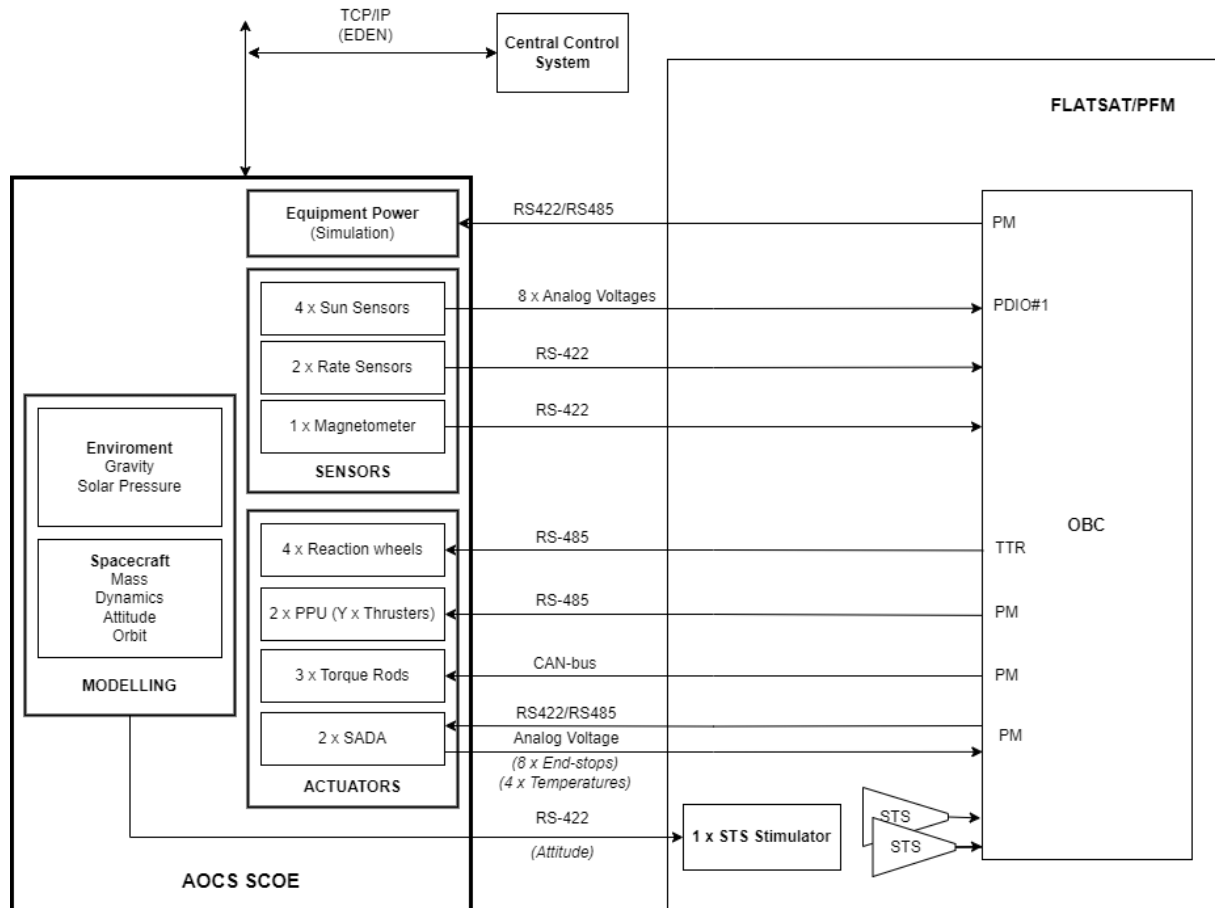 TCP/IP
(EDEN)
Central Control
System
FLATSAT/PFM
Equipment Power
(Simulation)
RS422/RS485
PM
4 x Sun Sensors
8 x Analog Voltages
PDIO#1
2 x Rate Sensors
RS-422
1 x Magnetometer
RS-422
SENSORS
Enviroment
Gravity
Solar Pressure
Spacecraft
Mass
Dynamics
Attitude
Orbit
MODELLING
4 x Reaction wheels
RS-485
TTR
OBC
2 x PPU (Y x Thrusters)
RS-485
PM
3 x Torque Rods
CAN-bus
PM
2 x SADA
RS422/RS485
Analog Voltage
(8 x End-stops)
(4 x Temperatures)
PM
ACTUATORS
RS-422
(Attitude)
1 x STS Stimulator
STS
STS
AOCS SCOE